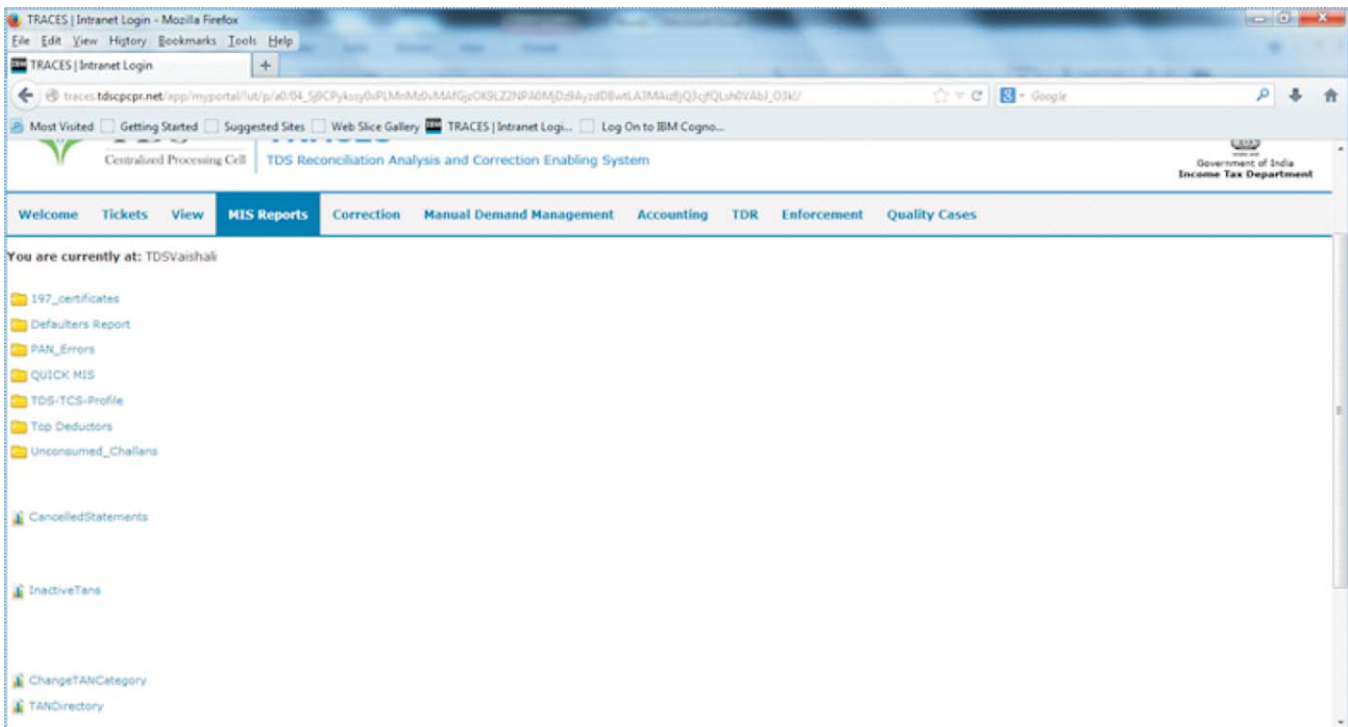 TRACES | Intranet Login - Mozilla Firefox
File Edit View History Bookmarks Tools Help
TRACES | Intranet Login +
Google
Most Visited Getting Started Suggested Sites Web Slice Gallery TRACES | Intranet Logi... Log On to IBM Cogno...
Centralized Processing Cell TDS Reconciliation Analysis and Correction Enabling System
Government of India
Income Tax Department
Welcome Tickets View MIS Reports Correction Manual Demand Management Accounting TDR Enforcement Quality Cases
You are currently at: TDSVaishali
197_certificates
Defaulters Report
PAN_Errors
QUICK MIS
TDS-TCS-Profile
Top Deductors
Unconsumed_Challans
CancelledStatements
InactiveTans
ChangeTANCategory
TANDirectory